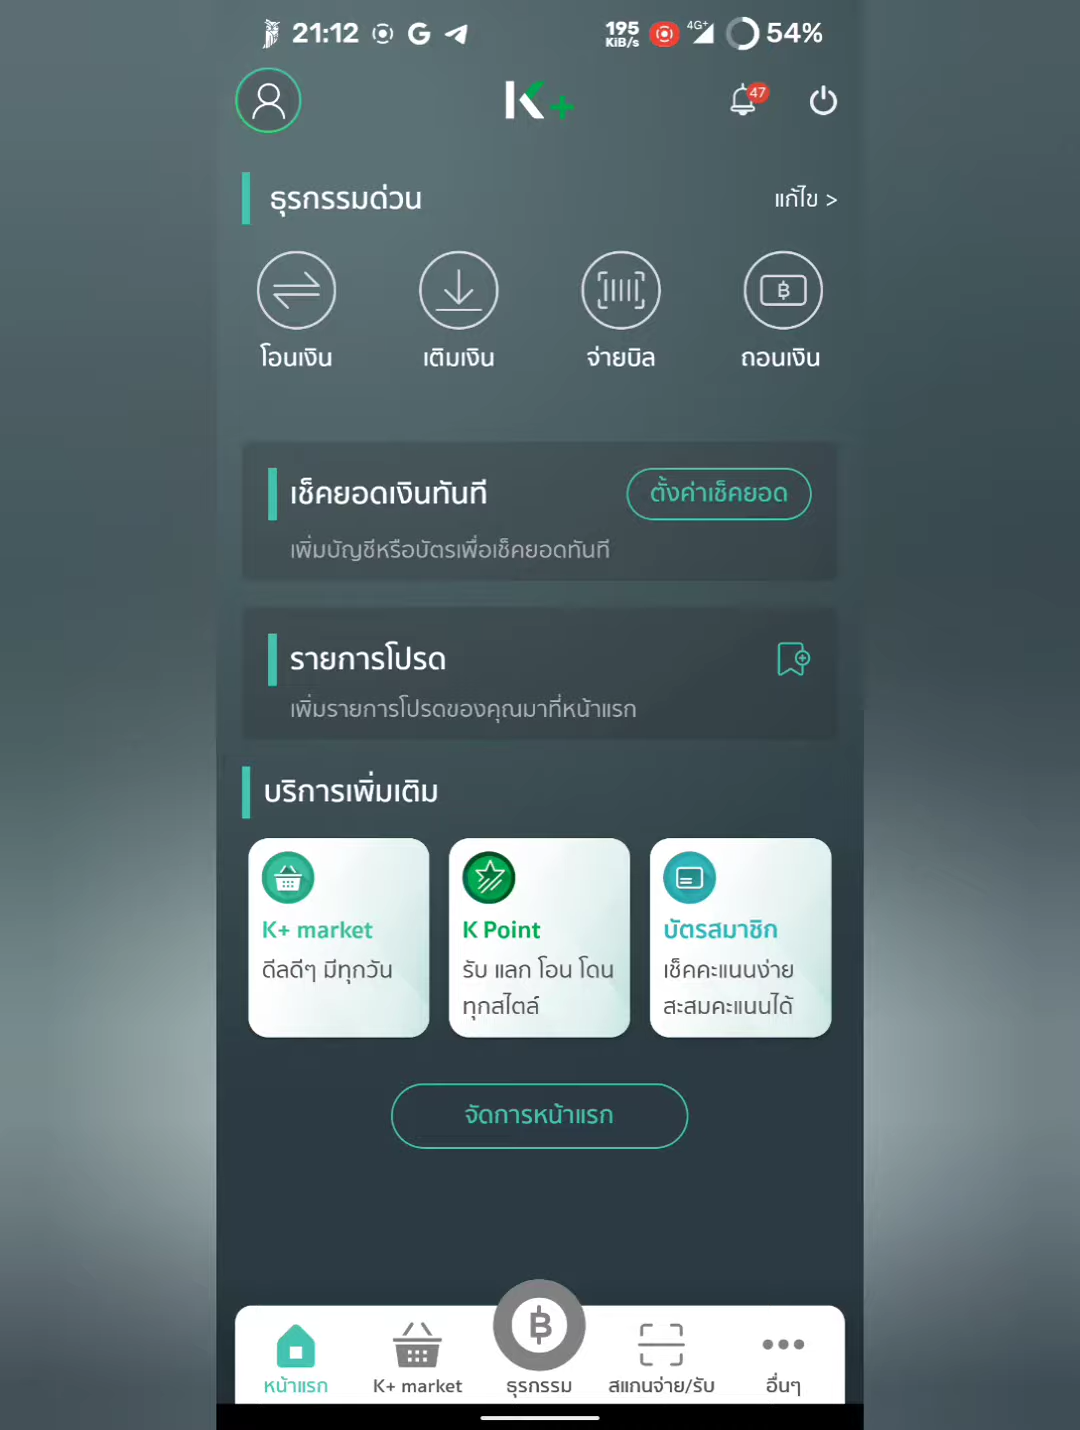 21:12 G 195 KiB/s 4G+ 54%
K+ 47
ธุรกรรมด่วน แก้ไข >
โอนเงิน เติมเงิน จ่ายบิล ถอนเงิน
เช็คยอดเงินทันที ตั้งค่าเช็คยอด
เพิ่มบัญชีหรือบัตรเพื่อเช็คยอดทันที
รายการโปรด
เพิ่มรายการโปรดของคุณมาที่หน้าแรก
บริการเพิ่มเติม
K+ market
ดีลดีๆ มีทุกวัน
K Point
รับ แลก โอน โดน
ทุกสไตล์
บัตรสมาชิก
เช็คคะแนนง่าย
สะสมคะแนนได้
จัดการหน้าแรก
หน้าแรก K+ market ธุรกรรม สแกนจ่าย/รับ อื่นๆ